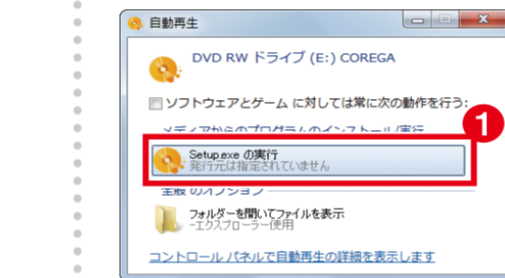 自動再生
DVD RW ドライブ (E:) COREGA
ソフトウェアとゲーム に対しては常に次の動作を行う:
メディアからのプログラムのインストール/実行
1
Setup.exe の実行
発行元は指定されていません
全般 のオプション
フォルダーを開いてファイルを表示
-エクスプローラー使用
コントロール パネルで自動再生の詳細を表示します